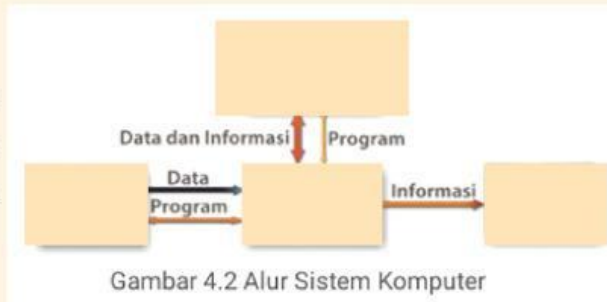 Data dan Informasi Program
Data
Program
Informasi
Gambar 4.2 Alur Sistem Komputer